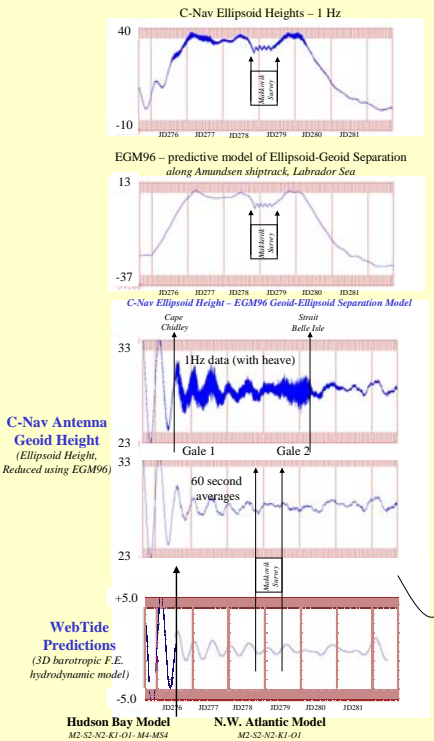 C-Nav Ellipsoid Heights – 1 Hz
40
Makkovik
Survey
-10
JD276 JD277 JD278 JD279 JD280 JD281
EGM96 – predictive model of Ellipsoid-Geoid Separation
along Amundsen shiptrack, Labrador Sea
13
Makkovik
Survey
-37
JD276 JD277 JD278 JD279 JD280 JD281
C-Nav Ellipsoid Height – EGM96 Geoid-Ellipsoid Separation Model
Cape
Chidley
Strait
Belle Isle
33
1Hz data (with heave)
C-Nav Antenna
Geoid Height
(Ellipsoid Height,
Reduced using EGM96)
23
Gale 1 Gale 2
33
60 second
averages
23
Makkovik
Survey
+5.0
WebTide
Predictions
(3D barotropic F.E.
hydrodynamic model)
-5.0
JD276 JD277 JD278 JD279 JD280 JD281
Hudson Bay Model N.W. Atlantic Model
M2-S2-N2-K1-O1- M4-MS4 M2-S2-N2-K1-O1